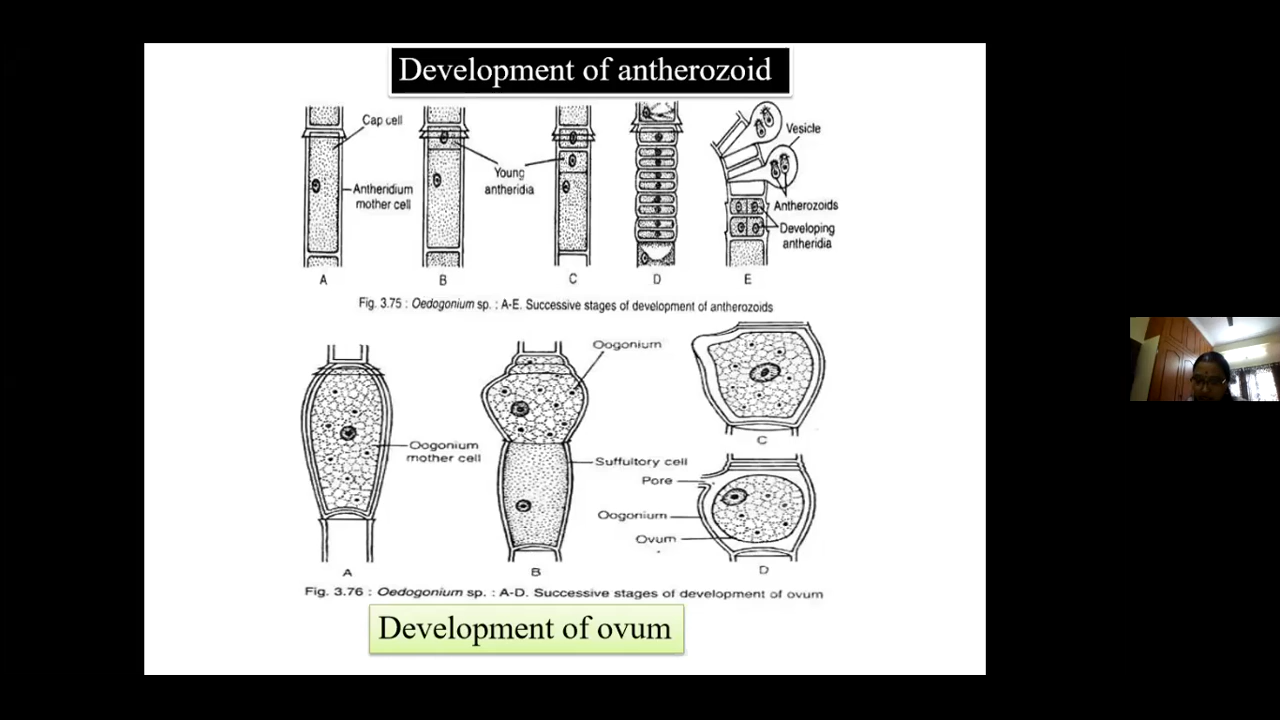 Development of antherozoid
Cap cell
Vesicle
Young
antheridia
Antheridium
mother cell
Antherozoids
Developing
antheridia
A
B
C
D
E
Fig. 3.75 : Oedogonium sp. : A-E. Successive stages of development of antherozoids
Oogonium
C
Oogonium
mother cell
Suffultory cell
Pore
Oogonium
Ovum
A
B
D
Fig. 3.76 : Oedogonium sp. : A-D. Successive stages of development of ovum
Development of ovum